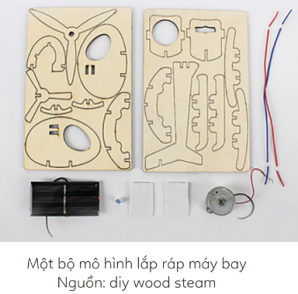 Một bộ mô hình lắp ráp máy bay
Nguồn: diy wood steam